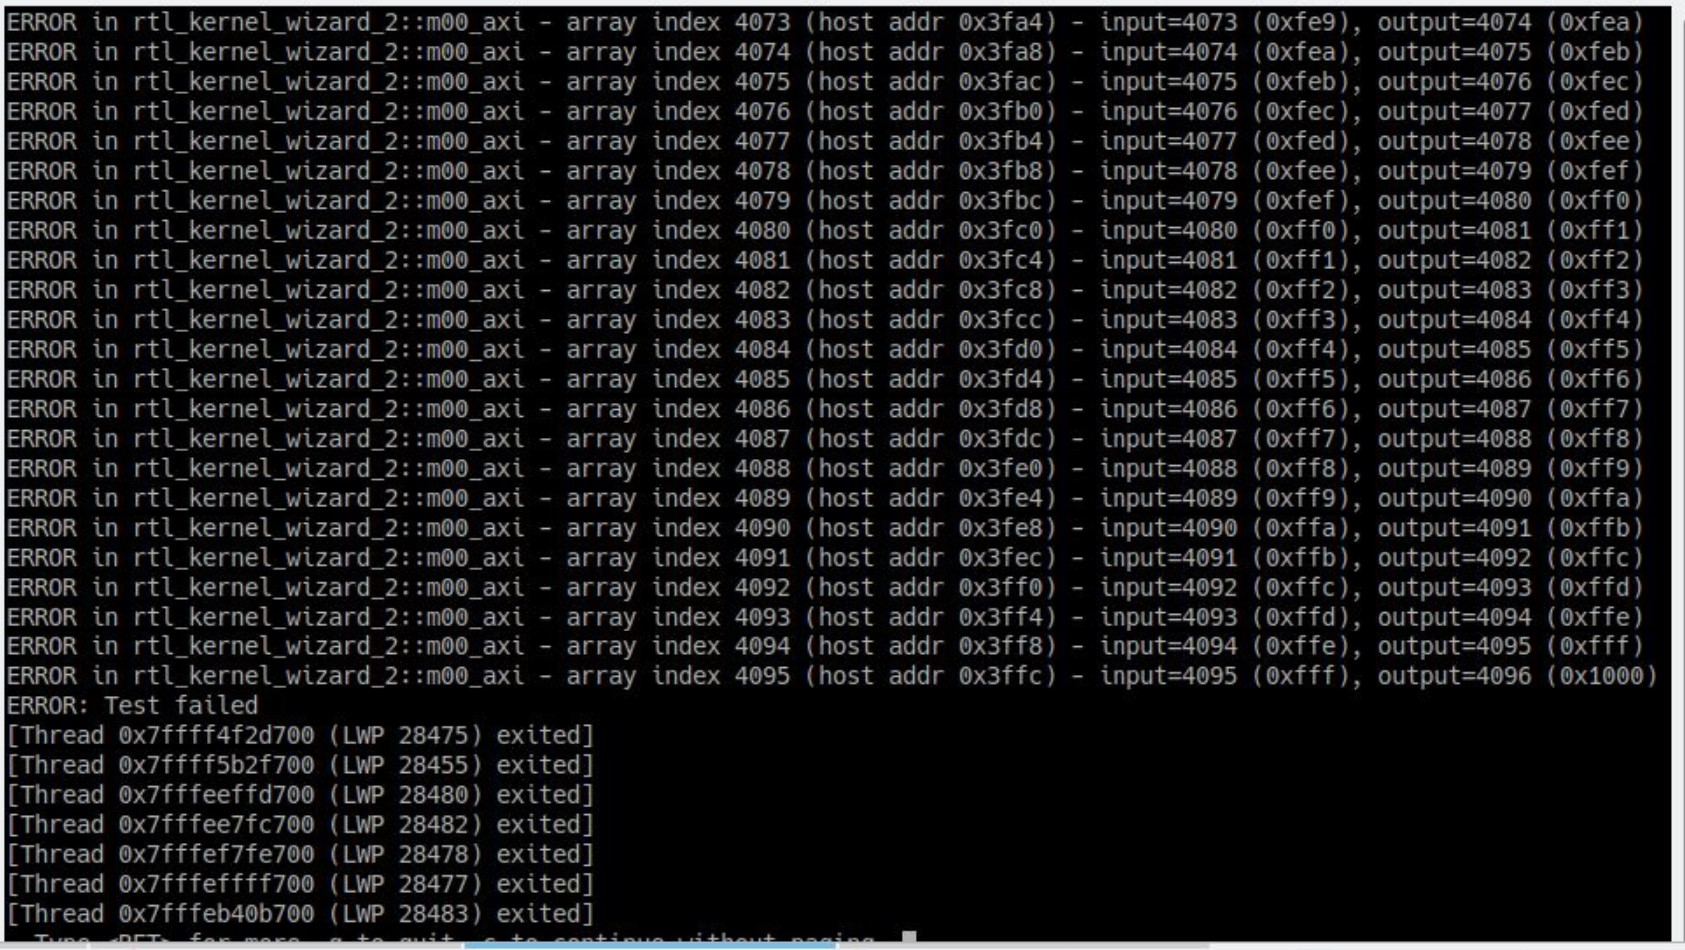 ERROR in rtl_kernel_wizard_2::m00_axi - array index 4073 (host addr 0x3fa4) - input=4073 (0xfe9), output=4074 (0xfea)
ERROR in rtl_kernel_wizard_2::m00_axi - array index 4074 (host addr 0x3fa8) - input=4074 (0xfea), output=4075 (0xfeb)
ERROR in rtl_kernel_wizard_2::m00_axi - array index 4075 (host addr 0x3fac) - input=4075 (0xfeb), output=4076 (0xfec)
ERROR in rtl_kernel_wizard_2::m00_axi - array index 4076 (host addr 0x3fb0) - input=4076 (0xfec), output=4077 (0xfed)
ERROR in rtl_kernel_wizard_2::m00_axi - array index 4077 (host addr 0x3fb4) - input=4077 (0xfed), output=4078 (0xfee)
ERROR in rtl_kernel_wizard_2::m00_axi - array index 4078 (host addr 0x3fb8) - input=4078 (0xfee), output=4079 (0xfef)
ERROR in rtl_kernel_wizard_2::m00_axi - array index 4079 (host addr 0x3fbc) - input=4079 (0xfef), output=4080 (0xff0)
ERROR in rtl_kernel_wizard_2::m00_axi - array index 4080 (host addr 0x3fc0) - input=4080 (0xff0), output=4081 (0xff1)
ERROR in rtl_kernel_wizard_2::m00_axi - array index 4081 (host addr 0x3fc4) - input=4081 (0xff1), output=4082 (0xff2)
ERROR in rtl_kernel_wizard_2::m00_axi - array index 4082 (host addr 0x3fc8) - input=4082 (0xff2), output=4083 (0xff3)
ERROR in rtl_kernel_wizard_2::m00_axi - array index 4083 (host addr 0x3fcc) - input=4083 (0xff3), output=4084 (0xff4)
ERROR in rtl_kernel_wizard_2::m00_axi - array index 4084 (host addr 0x3fd0) - input=4084 (0xff4), output=4085 (0xff5)
ERROR in rtl_kernel_wizard_2::m00_axi - array index 4085 (host addr 0x3fd4) - input=4085 (0xff5), output=4086 (0xff6)
ERROR in rtl_kernel_wizard_2::m00_axi - array index 4086 (host addr 0x3fd8) - input=4086 (0xff6), output=4087 (0xff7)
ERROR in rtl_kernel_wizard_2::m00_axi - array index 4087 (host addr 0x3fdc) - input=4087 (0xff7), output=4088 (0xff8)
ERROR in rtl_kernel_wizard_2::m00_axi - array index 4088 (host addr 0x3fe0) - input=4088 (0xff8), output=4089 (0xff9)
ERROR in rtl_kernel_wizard_2::m00_axi - array index 4089 (host addr 0x3fe4) - input=4089 (0xff9), output=4090 (0xffa)
ERROR in rtl_kernel_wizard_2::m00_axi - array index 4090 (host addr 0x3fe8) - input=4090 (0xffa), output=4091 (0xffb)
ERROR in rtl_kernel_wizard_2::m00_axi - array index 4091 (host addr 0x3fec) - input=4091 (0xffb), output=4092 (0xffc)
ERROR in rtl_kernel_wizard_2::m00_axi - array index 4092 (host addr 0x3ff0) - input=4092 (0xffc), output=4093 (0xffd)
ERROR in rtl_kernel_wizard_2::m00_axi - array index 4093 (host addr 0x3ff4) - input=4093 (0xffd), output=4094 (0xffe)
ERROR in rtl_kernel_wizard_2::m00_axi - array index 4094 (host addr 0x3ff8) - input=4094 (0xffe), output=4095 (0xfff)
ERROR in rtl_kernel_wizard_2::m00_axi - array index 4095 (host addr 0x3ffc) - input=4095 (0xfff), output=4096 (0x1000)
ERROR: Test failed
[Thread 0x7ffff4f2d700 (LWP 28475) exited]
[Thread 0x7ffff5b2f700 (LWP 28455) exited]
[Thread 0x7fffeeffd700 (LWP 28480) exited]
[Thread 0x7fffee7fc700 (LWP 28482) exited]
[Thread 0x7fffef7fe700 (LWP 28478) exited]
[Thread 0x7fffeffff700 (LWP 28477) exited]
[Thread 0x7fffeb40b700 (LWP 28483) exited]
Type <RET> for more, q to quit, c to continue without paging